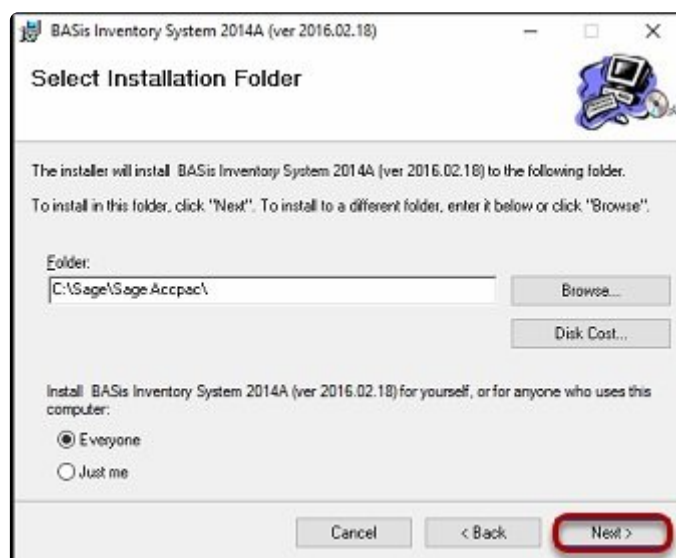 BASis Inventory System 2014A (ver 2016.02.18)
Select Installation Folder
The installer will install BASis Inventory System 2014A (ver 2016.02.18) to the following folder.
To install in this folder, click "Next". To install to a different folder, enter it below or click "Browse".
Folder:
C:\Sage\Sage Accpac\
Browse...
Disk Cost...
Install BASis Inventory System 2014A (ver 2016.02.18) for yourself, or for anyone who uses this
computer:
Everyone
Just me
Cancel
< Back
Next >